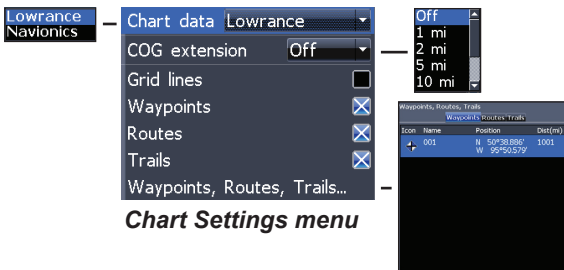 Lowrance
Navionics
Chart data Lowrance
COG extension Off
Grid lines
Waypoints
Routes
Trails
Waypoints, Routes, Trails...
Chart Settings menu
Off
1 mi
2 mi
5 mi
10 mi
Waypoints, Routes, Trails
Waypoints Routes Trails
Icon Name Position Dist(mi)
001 N 50°38.886' 1001
W 95°50.579'